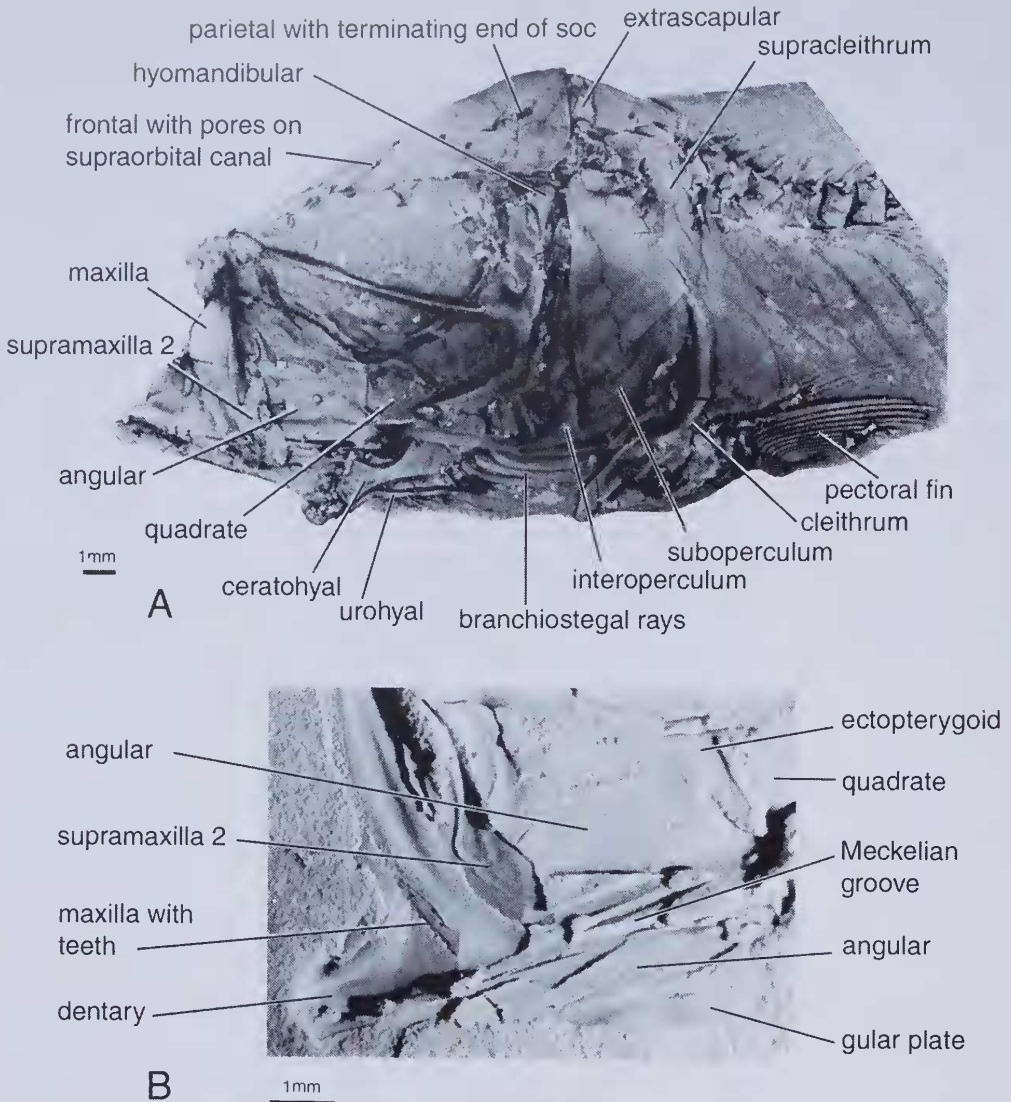 parietal with terminating end of soc
extrascapular
supracleithrum
hyomandibular
frontal with pores on
supraorbital canal
maxilla
supramaxilla 2
angular
quadrate
pectoral fin
cleithrum
suboperculum
interoperculum
1mm
A
ceratohyal
urohyal
branchiostegal rays
angular
supramaxilla 2
maxilla with
teeth
dentary
ectopterygoid
quadrate
Meckelian
groove
angular
gular plate
B
1mm